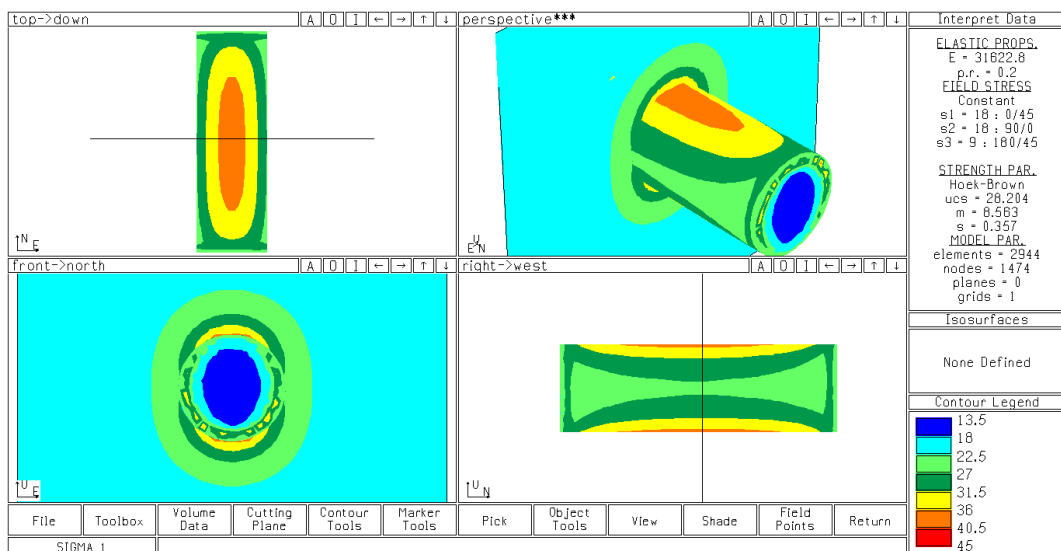 top->down A O I ← → ↑ ↓
perspective*** A O I ← → ↑ ↓
Interpret Data
ELASTIC PROPS.
E = 31622.8
p.r. = 0.2
FIELD STRESS
Constant
s1 = 18 : 0/45
s2 = 18 : 90/0
s3 = 9 : 180/45
STRENGTH PAR.
Hoek-Brown
ucs = 28.204
m = 8.563
s = 0.357
MODEL PAR.
elements = 2944
nodes = 1474
planes = 0
grids = 1
N E
U E N
front->north A O I ← → ↑ ↓
right->west A O I ← → ↑ ↓
Isosurfaces
None Defined
Contour Legend
13.5
18
22.5
27
31.5
36
40.5
45
U E
U N
File
Toolbox
Volume
Data
Cutting
Plane
Contour
Tools
Marker
Tools
Pick
Object
Tools
View
Shade
Field
Points
Return
SIGMA 1